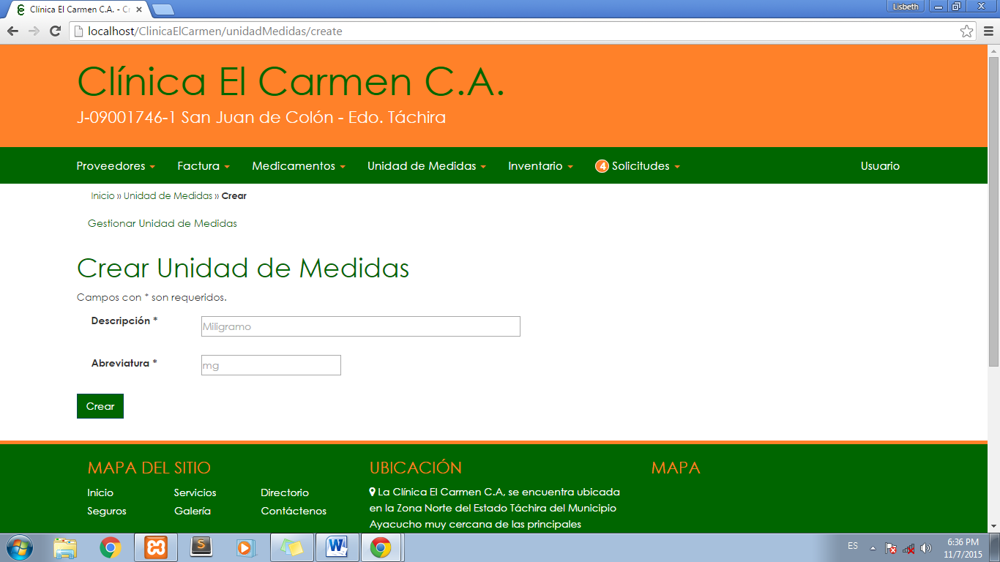 Clínica El Carmen C.A. - Cr
Lisbeth
localhost/ClinicaElCarmen/unidadMedidas/create
Clínica El Carmen C.A.
J-09001746-1 San Juan de Colón - Edo. Táchira
Proveedores Factura Medicamentos Unidad de Medidas Inventario 4 Solicitudes Usuario
Inicio » Unidad de Medidas » Crear
Gestionar Unidad de Medidas
Crear Unidad de Medidas
Campos con * son requeridos.
Descripción * Miligramo
Abreviatura * mg
Crear
MAPA DEL SITIO
Inicio Servicios Directorio
Seguros Galería Contáctenos
UBICACIÓN
La Clínica El Carmen C.A, se encuentra ubicada
en la Zona Norte del Estado Táchira del Municipio
Ayacucho muy cercana de las principales
MAPA
ES
6:36 PM
11/7/2015